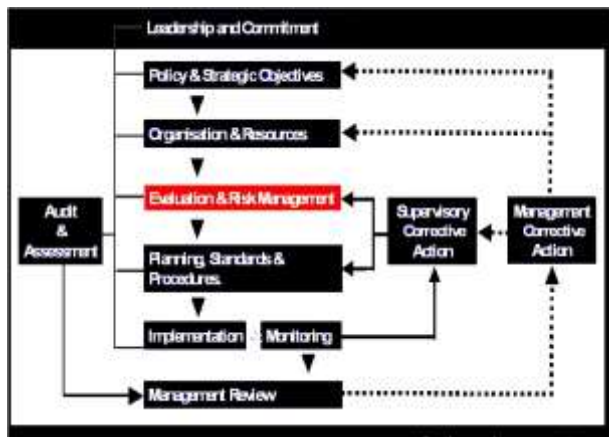 Leadership and Commitment
Policy & Strategic Objectives
Organisation & Resources
Evaluation & Risk Management
Audit
&
Assessment
Supervisory
Corrective
Action
Management
Corrective
Action
Planning, Standards &
Procedures.
Implementation & Monitoring
Management Review